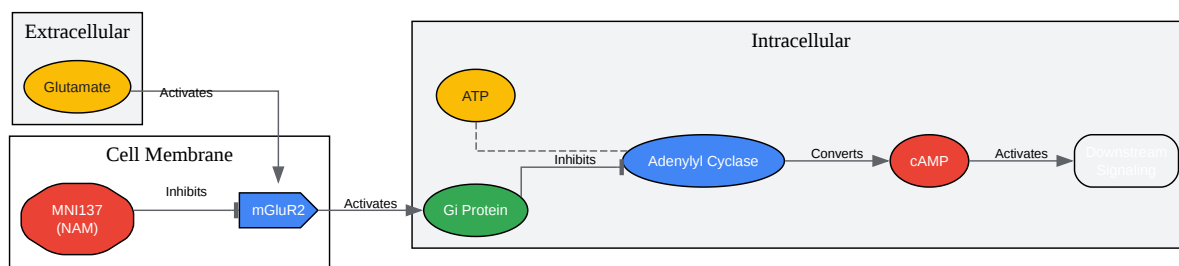 Extracellular
Glutamate
Activates
Cell Membrane
MNI137
(NAM)
Inhibits
mGluR2
Activates
Intracellular
ATP
Gi Protein
Inhibits
Adenylyl Cyclase
Converts
cAMP
Activates
Downstream
Signaling